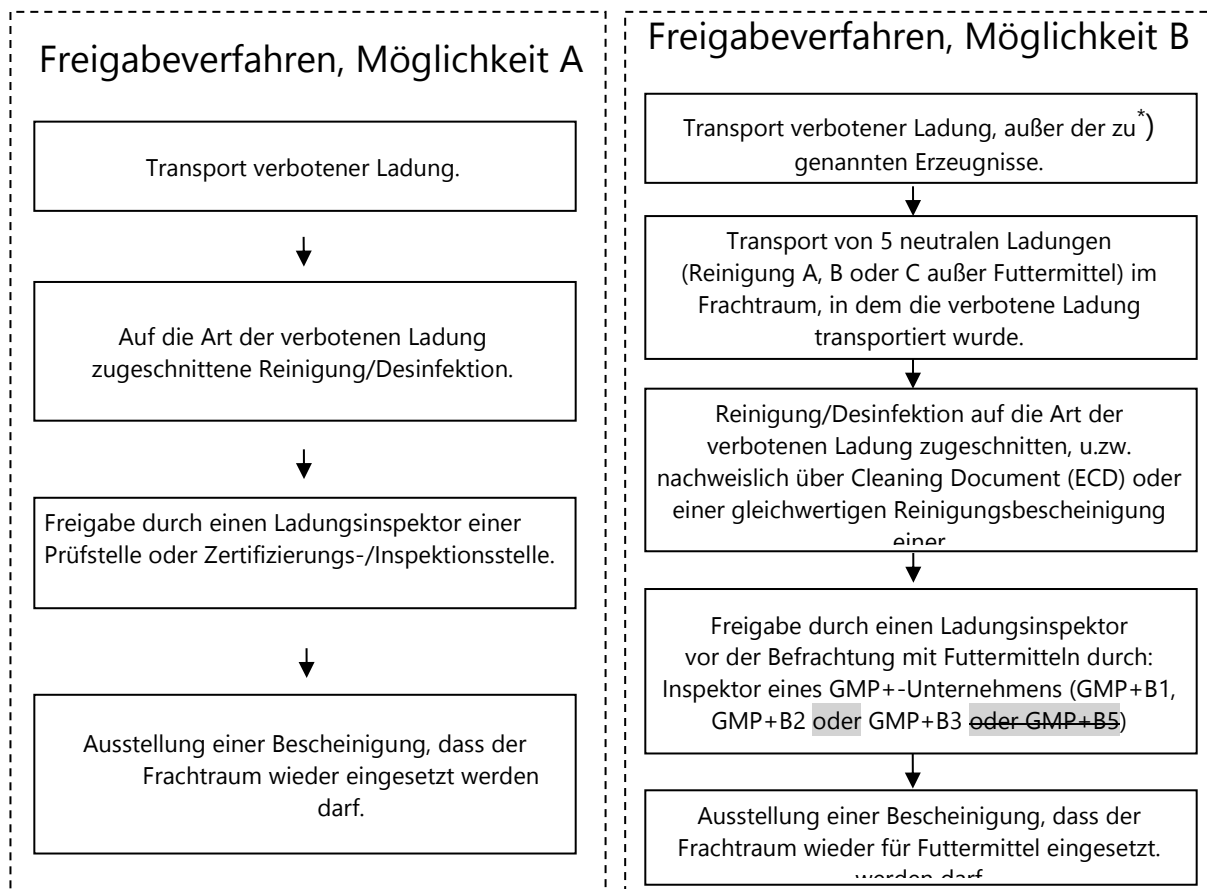 Freigabeverfahren, Möglichkeit A
Transport verbotener Ladung.
Auf die Art der verbotenen Ladung
zugeschnittene Reinigung/Desinfektion.
Freigabe durch einen Ladungsinspektor einer
Prüfstelle oder Zertifizierungs-/Inspektionsstelle.
Ausstellung einer Bescheinigung, dass der
Frachtraum wieder eingesetzt werden
darf.
Freigabeverfahren, Möglichkeit B
Transport verbotener Ladung, außer der zu*)
genannten Erzeugnisse.
Transport von 5 neutralen Ladungen
(Reinigung A, B oder C außer Futtermittel) im
Frachtraum, in dem die verbotene Ladung
transportiert wurde.
Reinigung/Desinfektion auf die Art der
verbotenen Ladung zugeschnitten, u.zw.
nachweislich über Cleaning Document (ECD) oder
einer gleichwertigen Reinigungsbescheinigung
einer
Freigabe durch einen Ladungsinspektor
vor der Befrachtung mit Futtermitteln durch:
Inspektor eines GMP+-Unternehmens (GMP+B1,
GMP+B2 oder GMP+B3 oder GMP+B5)
Ausstellung einer Bescheinigung, dass der
Frachtraum wieder für Futtermittel eingesetzt.
werden darf